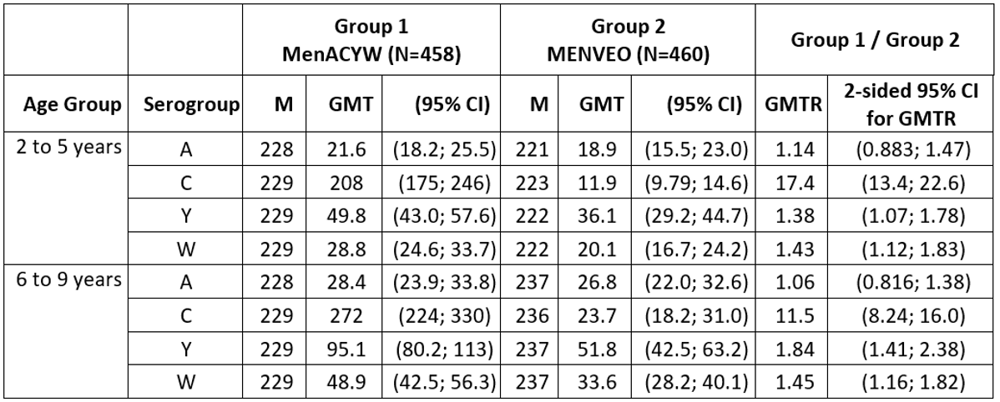 Group 1 Group 2 Group 1 / Group 2
MenACYW (N=458) MENVEO (N=460)
Age Group Serogroup M GMT (95% CI) M GMT (95% CI) GMTR 2-sided 95% CI
for GMTR
2 to 5 years A 228 21.6 (18.2; 25.5) 221 18.9 (15.5; 23.0) 1.14 (0.883; 1.47)
C 229 208 (175; 246) 223 11.9 (9.79; 14.6) 17.4 (13.4; 22.6)
Y 229 49.8 (43.0; 57.6) 222 36.1 (29.2; 44.7) 1.38 (1.07; 1.78)
W 229 28.8 (24.6; 33.7) 222 20.1 (16.7; 24.2) 1.43 (1.12; 1.83)
6 to 9 years A 228 28.4 (23.9; 33.8) 237 26.8 (22.0; 32.6) 1.06 (0.816; 1.38)
C 229 272 (224; 330) 236 23.7 (18.2; 31.0) 11.5 (8.24; 16.0)
Y 229 95.1 (80.2; 113) 237 51.8 (42.5; 63.2) 1.84 (1.41; 2.38)
W 229 48.9 (42.5; 56.3) 237 33.6 (28.2; 40.1) 1.45 (1.16; 1.82)